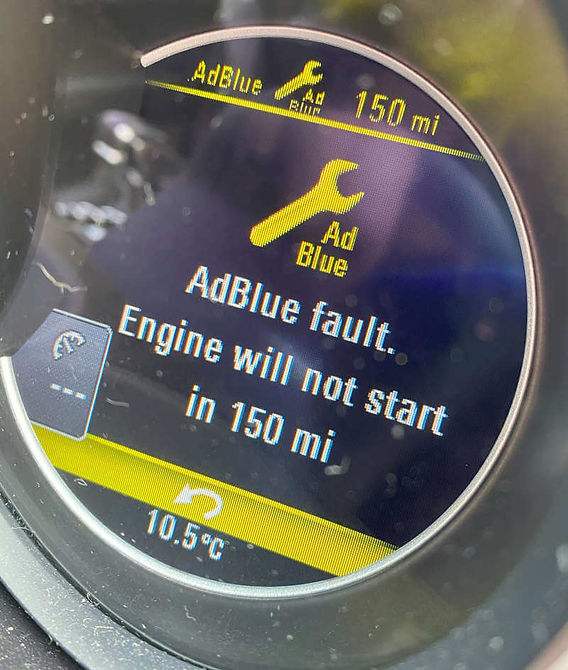 AdBlue Ad Blue 150 mi
Ad
Blue
AdBlue fault.
Engine will not start
in 150 mi
---
10.5°C